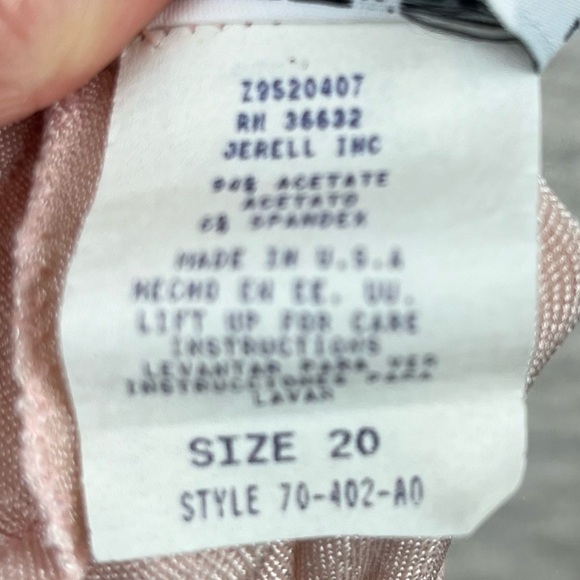 Z9520407
RN 36632
JERELL INC
94% ACETATE
ACETATO
6% SPANDEX
MADE IN U.S.A
HECHO EN EE. UU.
LIFT UP FOR CARE
INSTRUCTIONS
LEVANTAR PARA VER
INSTRUCCIONES PARA
LAVAR
SIZE 20
STYLE 70-402-A0